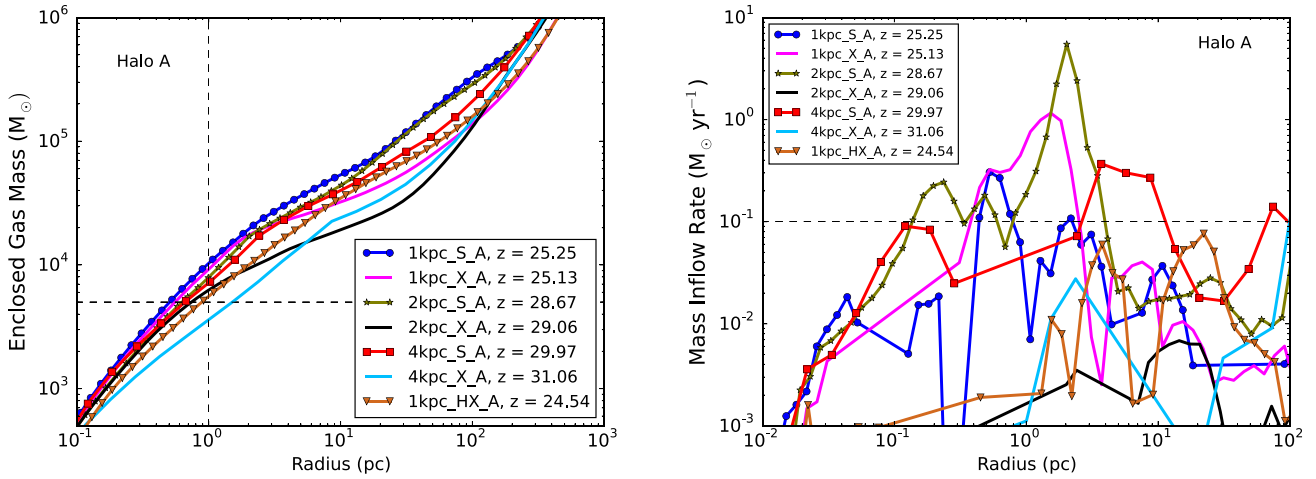 Halo A
Enclosed Gas Mass (M⊙)
10^6
10^5
10^4
10^3
1kpc_S_A, z = 25.25
1kpc_X_A, z = 25.13
2kpc_S_A, z = 28.67
2kpc_X_A, z = 29.06
4kpc_S_A, z = 29.97
4kpc_X_A, z = 31.06
1kpc_HX_A, z = 24.54
10^-1 10^0 10^1 10^2 10^3
Radius (pc)
Halo A
Mass Inflow Rate (M⊙ yr^-1)
10^1
10^0
10^-1
10^-2
10^-3
1kpc_S_A, z = 25.25
1kpc_X_A, z = 25.13
2kpc_S_A, z = 28.67
2kpc_X_A, z = 29.06
4kpc_S_A, z = 29.97
4kpc_X_A, z = 31.06
1kpc_HX_A, z = 24.54
10^-2 10^-1 10^0 10^1 10^2
Radius (pc)